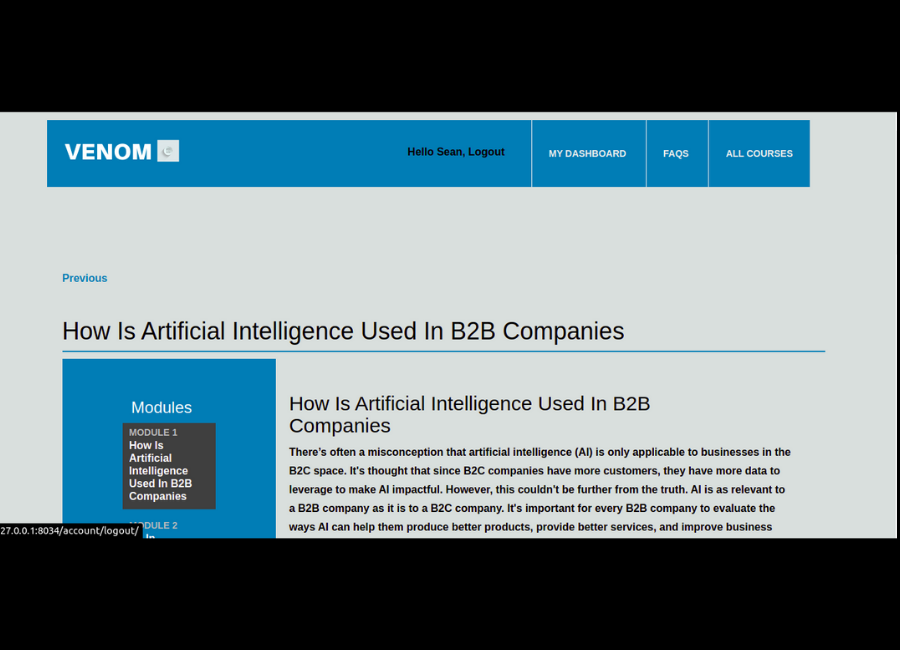 VENOM
Hello Sean, Logout
MY DASHBOARD
FAQS
ALL COURSES
Previous
How Is Artificial Intelligence Used In B2B Companies
Modules
MODULE 1
How Is
Artificial
Intelligence
Used In B2B
Companies
MODULE 2
In
How Is Artificial Intelligence Used In B2B
Companies
There's often a misconception that artificial intelligence (AI) is only applicable to businesses in the
B2C space. It's thought that since B2C companies have more customers, they have more data to
leverage to make AI impactful. However, this couldn't be further from the truth. AI is as relevant to
a B2B company as it is to a B2C company. It's important for every B2B company to evaluate the
ways AI can help them produce better products, provide better services, and improve business
27.0.0.1:8034/account/logout/